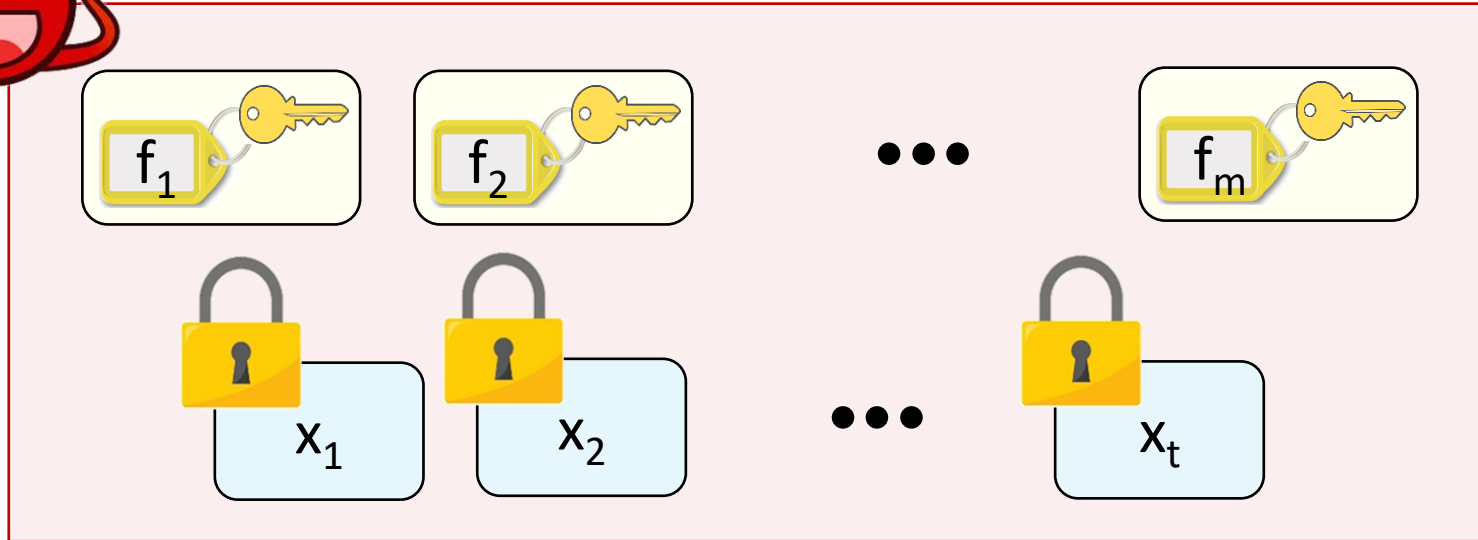 f₁ f₂ ••• fₘ
x₁ x₂ ••• xₜ